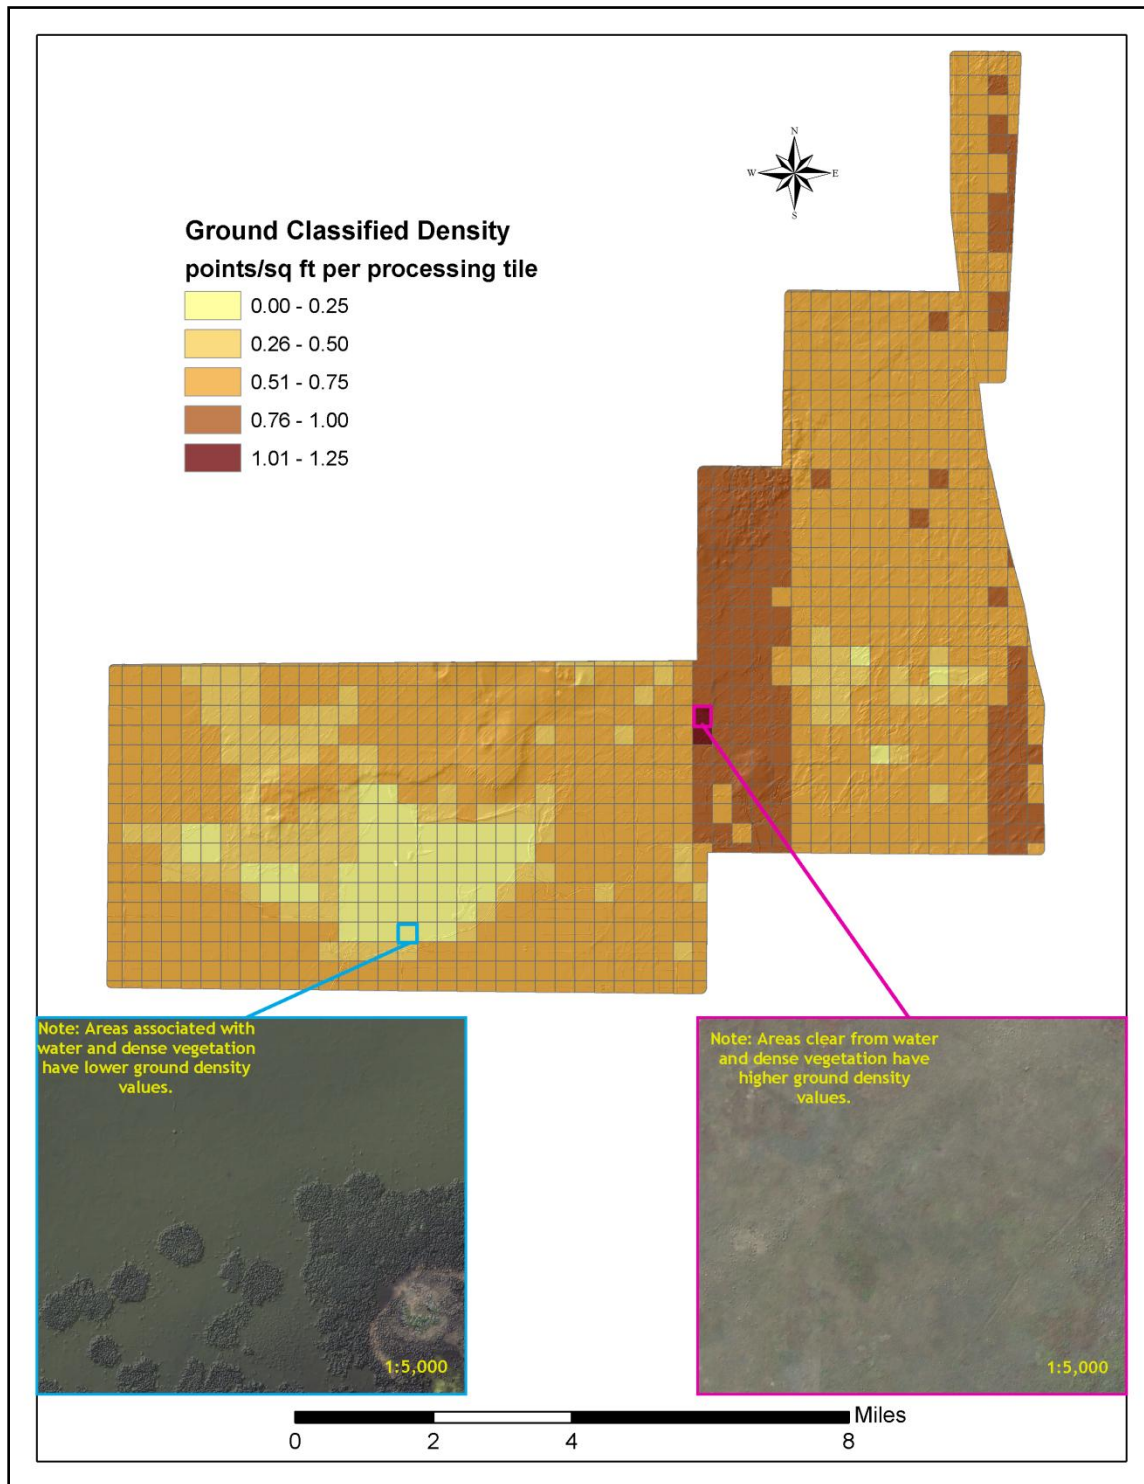 N
W
E
S
Ground Classified Density
points/sq ft per processing tile
0.00 - 0.25
0.26 - 0.50
0.51 - 0.75
0.76 - 1.00
1.01 - 1.25
Note: Areas associated with
water and dense vegetation
have lower ground density
values.
1:5,000
Note: Areas clear from water
and dense vegetation have
higher ground density
values.
1:5,000
Miles
0
2
4
8